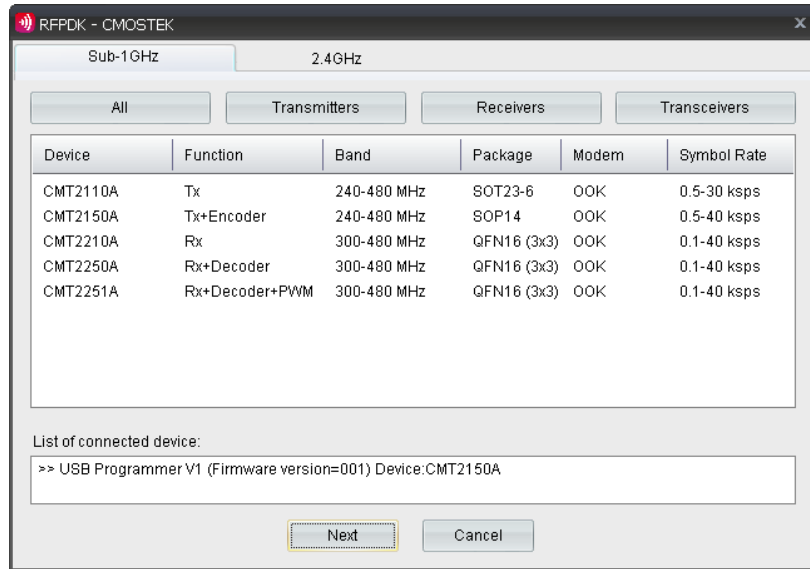 RFPDK - CMOSTEK x
Sub-1GHz 2.4GHz
All Transmitters Receivers Transceivers
Device Function Band Package Modem Symbol Rate
CMT2110A Tx 240-480 MHz SOT23-6 OOK 0.5-30 ksps
CMT2150A Tx+Encoder 240-480 MHz SOP14 OOK 0.5-40 ksps
CMT2210A Rx 300-480 MHz QFN16 (3x3) OOK 0.1-40 ksps
CMT2250A Rx+Decoder 300-480 MHz QFN16 (3x3) OOK 0.1-40 ksps
CMT2251A Rx+Decoder+PWM 300-480 MHz QFN16 (3x3) OOK 0.1-40 ksps
List of connected device:
>> USB Programmer V1 (Firmware version=001) Device:CMT2150A
Next Cancel